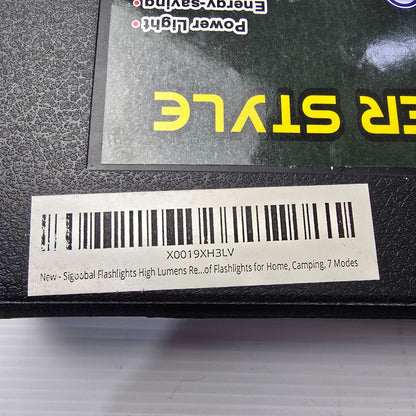 Energy-saving
Power Light
ER STYLE
X0019XH3LV
New - Sigoobal Flashlights High Lumens Re...of Flashlights for Home, Camping, 7 Modes